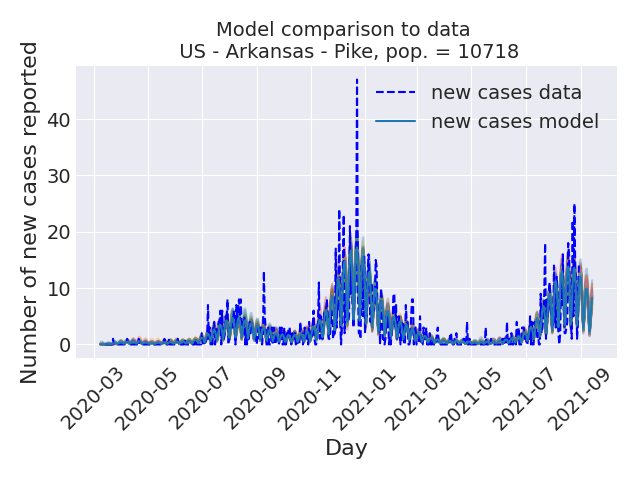 Model comparison to data
US - Arkansas - Pike, pop. = 10718
Number of new cases reported
new cases data
new cases model
40
30
20
10
0
2020-03
2020-05
2020-07
2020-09
2020-11
2021-01
2021-03
2021-05
2021-07
2021-09
Day